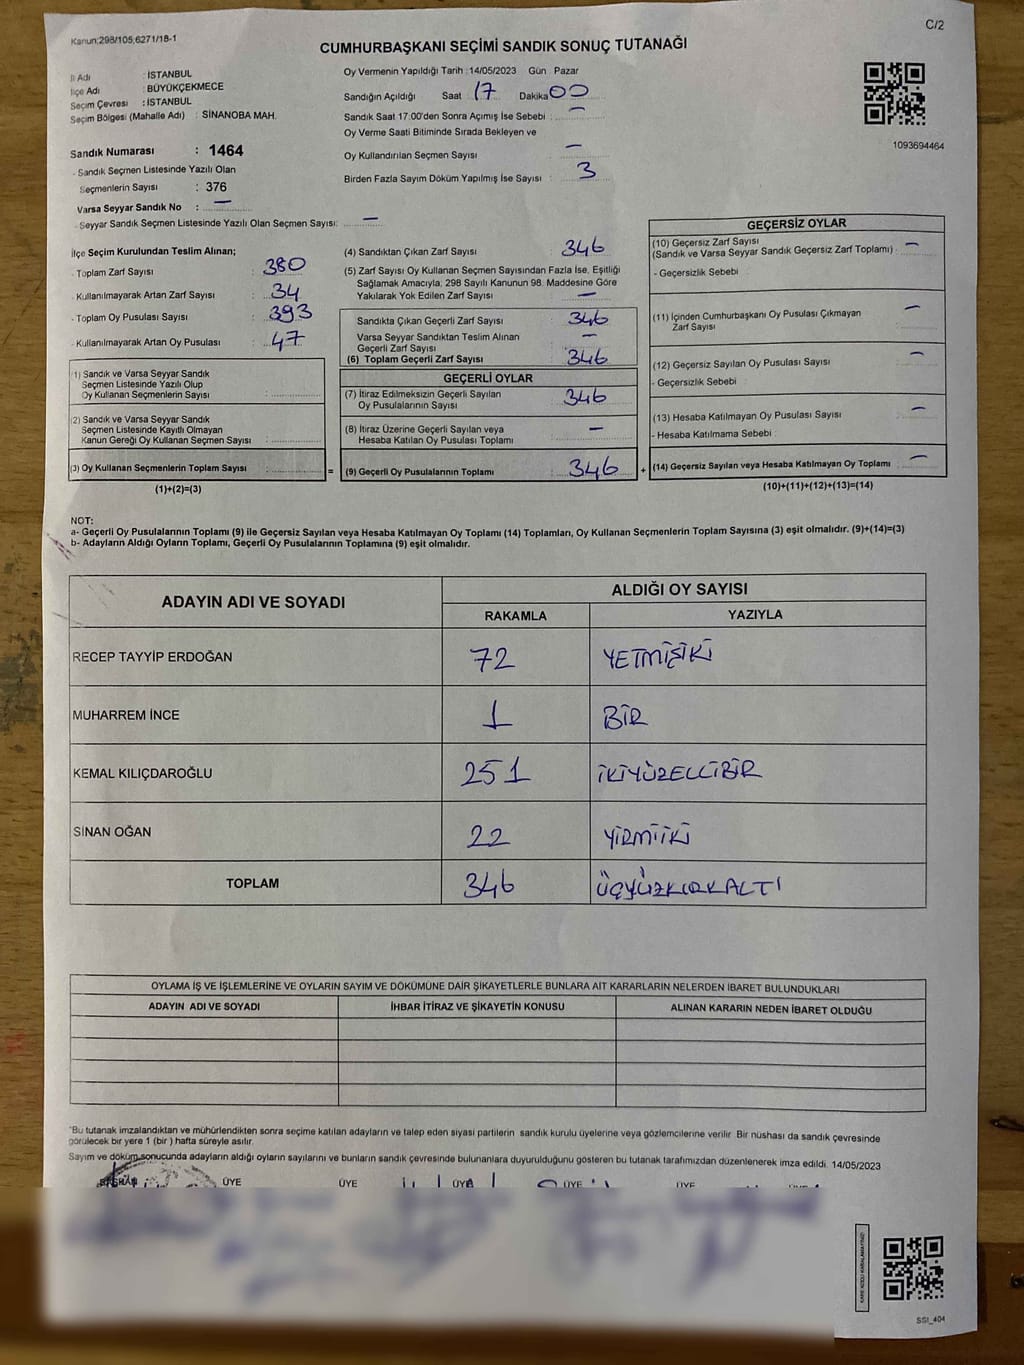 C/2
Kanun:298/105,6271/18-1
CUMHURBAŞKANI SEÇİMİ SANDIK SONUÇ TUTANAĞI
İl Adı : İSTANBUL
İlçe Adı : BÜYÜKÇEKMECE
Seçim Çevresi : İSTANBUL
Seçim Bölgesi (Mahalle Adı) : SİNANOBA MAH.
Sandık Numarası : 1464
- Sandık Seçmen Listesinde Yazılı Olan
Seçmenlerin Sayısı : 376
Varsa Seyyar Sandık No : —
- Seyyar Sandık Seçmen Listesinde Yazılı Olan Seçmen Sayısı: —
Oy Vermenin Yapıldığı Tarih :14/05/2023 Gün Pazar
Sandığın Açıldığı Saat 17 Dakika 00
Sandık Saat 17.00'den Sonra Açımış İse Sebebi : —
Oy Verme Saati Bitiminde Sırada Bekleyen ve
Oy Kullandırılan Seçmen Sayısı —
Birden Fazla Sayım Döküm Yapılmış İse Sayısı : 3
1093694464
İlçe Seçim Kurulundan Teslim Alınan;
- Toplam Zarf Sayısı : 380
- Kullanılmayarak Artan Zarf Sayısı : 34
- Toplam Oy Pusulası Sayısı : 393
- Kullanılmayarak Artan Oy Pusulası : 47
(1) Sandık ve Varsa Seyyar Sandık
Seçmen Listesinde Yazılı Olup
Oy Kullanan Seçmenlerin Sayısı :
(2) Sandık ve Varsa Seyyar Sandık
Seçmen Listesinde Kayıtlı Olmayan
Kanun Gereği Oy Kullanan Seçmen Sayısı :
(3) Oy Kullanan Seçmenlerin Toplam Sayısı : =
(1)+(2)=(3)
(4) Sandıktan Çıkan Zarf Sayısı : 346
(5) Zarf Sayısı Oy Kullanan Seçmen Sayısından Fazla İse, Eşitliği
Sağlamak Amacıyla; 298 Sayılı Kanunun 98. Maddesine Göre
Yakılarak Yok Edilen Zarf Sayısı : —
Sandıkta Çıkan Geçerli Zarf Sayısı : 346
Varsa Seyyar Sandıktan Teslim Alınan
Geçerli Zarf Sayısı : —
(6) Toplam Geçerli Zarf Sayısı : 346
GEÇERLİ OYLAR
(7) İtiraz Edilmeksizin Geçerli Sayılan
Oy Pusulalarının Sayısı : 346
(8) İtiraz Üzerine Geçerli Sayılan veya
Hesaba Katılan Oy Pusulası Toplamı : —
(9) Geçerli Oy Pusulalarının Toplamı : 346 +
GEÇERSİZ OYLAR
(10) Geçersiz Zarf Sayısı
(Sandık ve Varsa Seyyar Sandık Geçersiz Zarf Toplamı) : —
- Geçersizlik Sebebi :
(11) İçinden Cumhurbaşkanı Oy Pusulası Çıkmayan
Zarf Sayısı : —
(12) Geçersiz Sayılan Oy Pusulası Sayısı : —
- Geçersizlik Sebebi :
(13) Hesaba Katılmayan Oy Pusulası Sayısı : —
- Hesaba Katılmama Sebebi :
(14) Geçersiz Sayılan veya Hesaba Katılmayan Oy Toplamı : —
(10)+(11)+(12)+(13)=(14)
NOT:
a- Geçerli Oy Pusulalarının Toplamı (9) ile Geçersiz Sayılan veya Hesaba Katılmayan Oy Toplamı (14) Toplamları, Oy Kullanan Seçmenlerin Toplam Sayısına (3) eşit olmalıdır. (9)+(14)=(3)
b- Adayların Aldığı Oyların Toplamı, Geçerli Oy Pusulalarının Toplamına (9) eşit olmalıdır.
ADAYIN ADI VE SOYADI ALDIĞI OY SAYISI
RAKAMLA YAZIYLA
RECEP TAYYİP ERDOĞAN 72 YETMİŞİKİ
MUHARREM İNCE 1 BİR
KEMAL KILIÇDAROĞLU 251 İKİYÜZELLİBİR
SİNAN OĞAN 22 YİRMİİKİ
TOPLAM 346 ÜÇYÜZKIRKALTI
OYLAMA İŞ VE İŞLEMLERİNE VE OYLARIN SAYIM VE DÖKÜMÜNE DAİR ŞİKAYETLERLE BUNLARA AİT KARARLARIN NELERDEN İBARET BULUNDUKLARI
ADAYIN ADI VE SOYADI İHBAR İTİRAZ VE ŞİKAYETİN KONUSU ALINAN KARARIN NEDEN İBARET OLDUĞU
*Bu tutanak imzalandıktan ve mühürlendikten sonra seçime katılan adayların ve talep eden siyasi partilerin sandık kurulu üyelerine veya gözlemcilerine verilir Bir nüshası da sandık çevresinde
görülecek bir yere 1 (bir ) hafta süreyle asılır.
Sayım ve döküm sonucunda adayların aldığı oyların sayılarını ve bunların sandık çevresinde bulunanlara duyurulduğunu gösteren bu tutanak tarafımızdan düzenlenerek imza edildi. 14/05/2023
BAŞKAN ÜYE ÜYE ÜYE ÜYE ÜYE
SSI_404